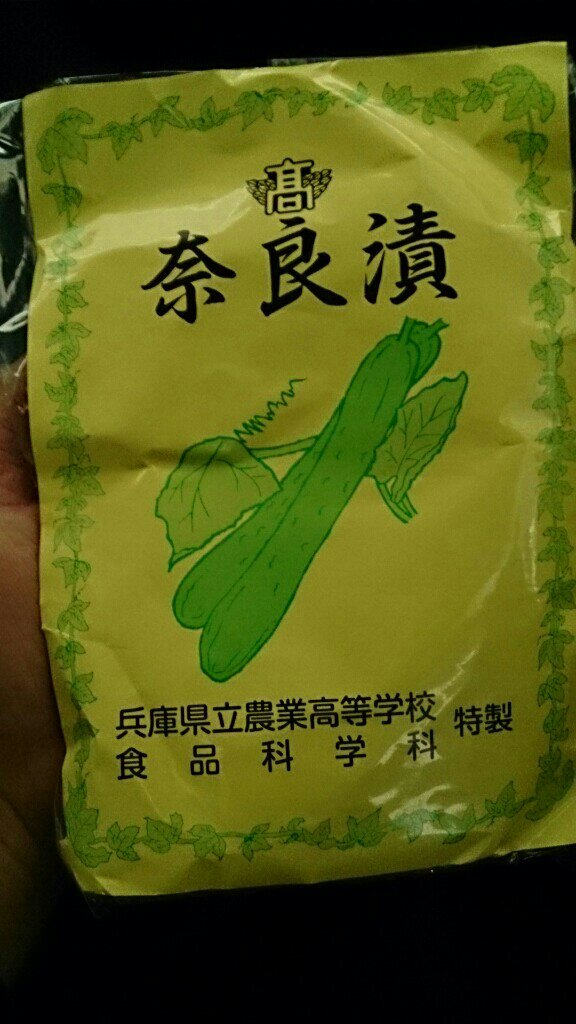 髙
奈良漬
兵庫県立農業高等学校
食品科学科
特製